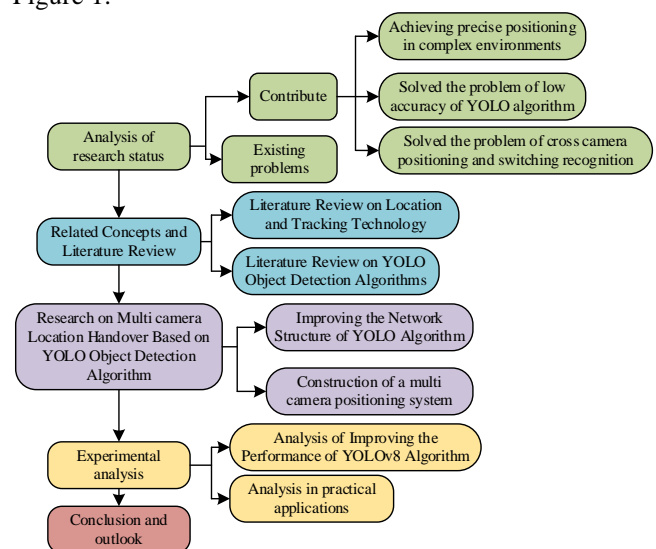 Figure 1.
Achieving precise positioning
in complex environments
Contribute
Solved the problem of low
accuracy of YOLO algorithm
Analysis of
research status
Existing
problems
Solved the problem of cross camera
positioning and switching recognition
Related Concepts and
Literature Review
Literature Review on Location
and Tracking Technology
Literature Review on YOLO
Object Detection Algorithms
Research on Multi camera
Location Handover Based on
YOLO Object Detection
Algorithm
Improving the Network
Structure of YOLO Algorithm
Construction of a multi
camera positioning system
Experimental
analysis
Analysis of Improving the
Performance of YOLOv8 Algorithm
Analysis in practical
applications
Conclusion and
outlook